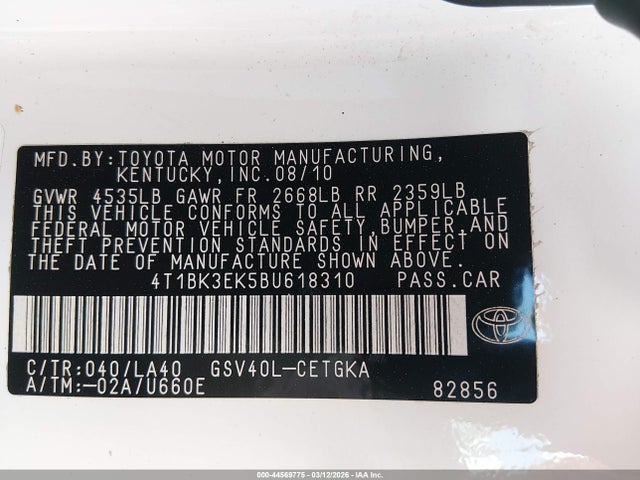 MFD.BY:TOYOTA MOTOR MANUFACTURING,
KENTUCKY,INC.08/10
GVWR 4535LB GAWR FR 2668LB RR 2359LB
THIS VEHICLE CONFORMS TO ALL APPLICABLE
FEDERAL MOTOR VEHICLE SAFETY,BUMPER,AND
THEFT PREVENTION STANDARDS IN EFFECT ON
THE DATE OF MANUFACTURE SHOWN ABOVE.
4T1BK3EK5BU618310 PASS.CAR
C/TR:040/LA40 GSV40L-CETGKA
A/TM:-02A/U660E 82856
00-44569775 - 03/12/2026 - IAA Inc.